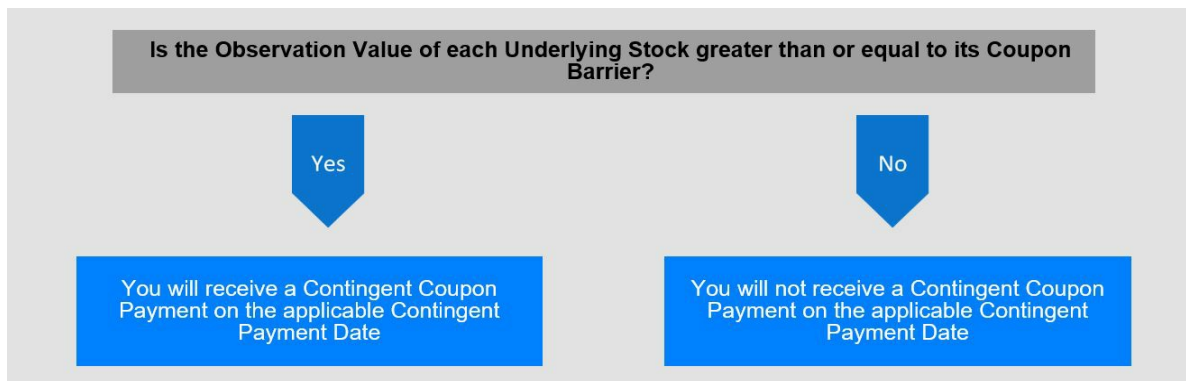 Is the Observation Value of each Underlying Stock greater than or equal to its Coupon
Barrier?
Yes
No
You will receive a Contingent Coupon
Payment on the applicable Contingent
Payment Date
You will not receive a Contingent Coupon
Payment on the applicable Contingent
Payment Date